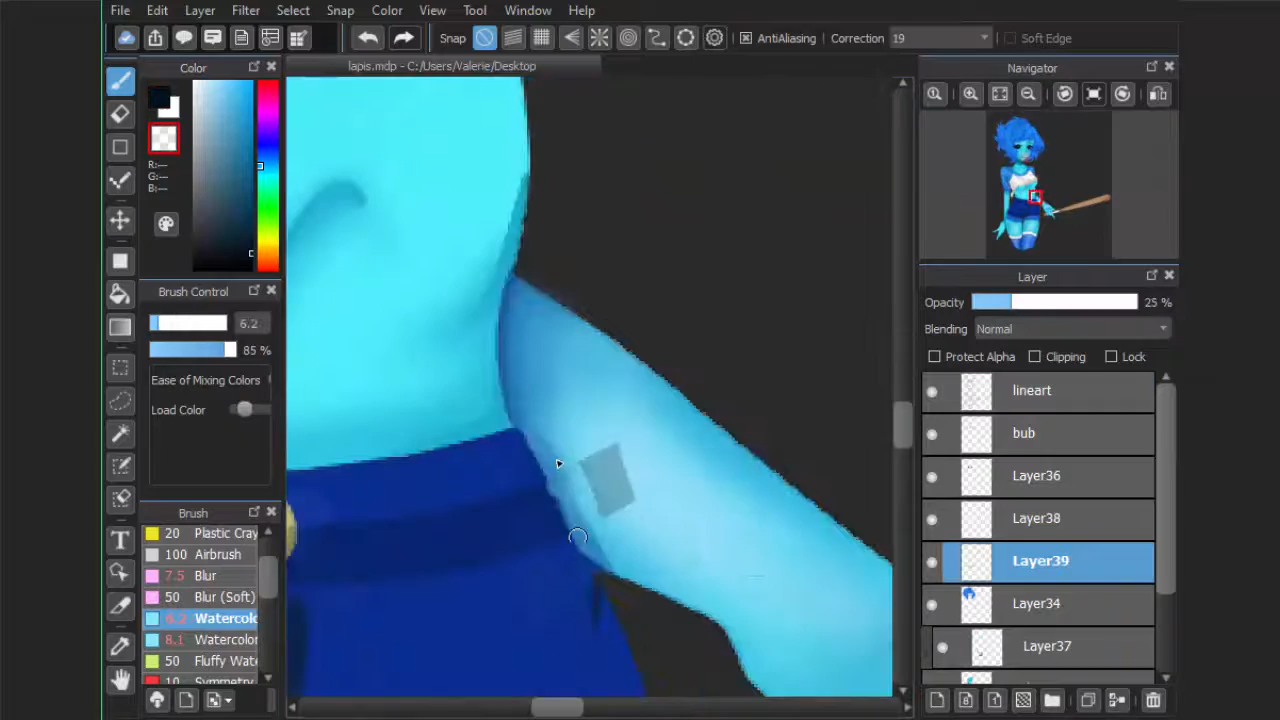 File Edit Layer Filter Select Snap Color View Tool Window Help
Snap AntiAliasing Correction 19 Soft Edge
Color
R:---
G:---
B:---
Brush Control
6.2
85 %
Ease of Mixing Colors
Load Color
Brush
20 Plastic Cray
100 Airbrush
7.5 Blur
50 Blur (Soft)
6.2 Watercolo
8.1 Watercolor
50 Fluffy Wate
10 Symmetry
lapis.mdp - C:/Users/Valerie/Desktop
Navigator
Layer
Opacity 25 %
Blending Normal
Protect Alpha Clipping Lock
lineart
bub
Layer36
Layer38
Layer39
Layer34
Layer37